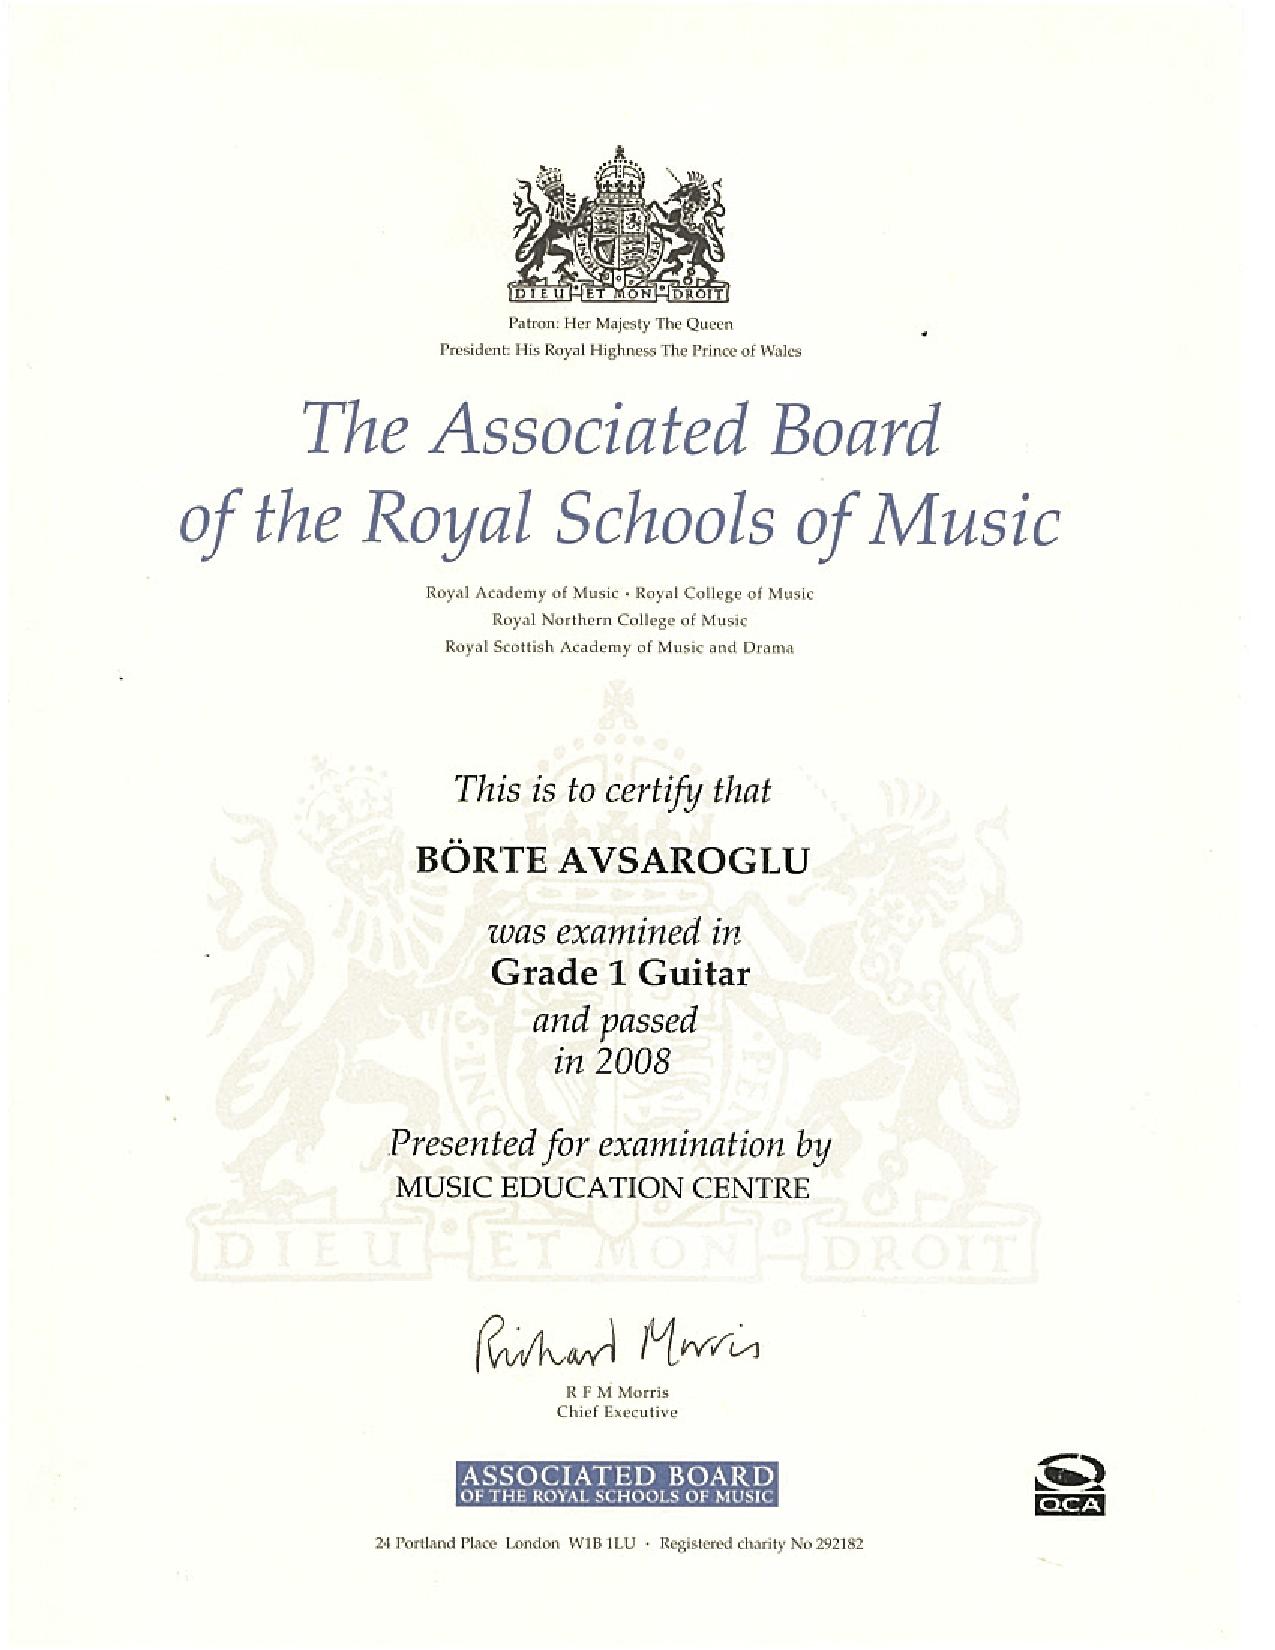 DIEU ET MON DROIT
Patron: Her Majesty The Queen
President: His Royal Highness The Prince of Wales
The Associated Board
of the Royal Schools of Music
Royal Academy of Music · Royal College of Music
Royal Northern College of Music
Royal Scottish Academy of Music and Drama
This is to certify that
BÖRTE AVSAROGLU
was examined in
Grade 1 Guitar
and passed
in 2008
Presented for examination by
MUSIC EDUCATION CENTRE
DIEU ET MON DROIT
Richard Morris
R F M Morris
Chief Executive
ASSOCIATED BOARD
OF THE ROYAL SCHOOLS OF MUSIC
QCA
24 Portland Place London W1B 1LU · Registered charity No 292182